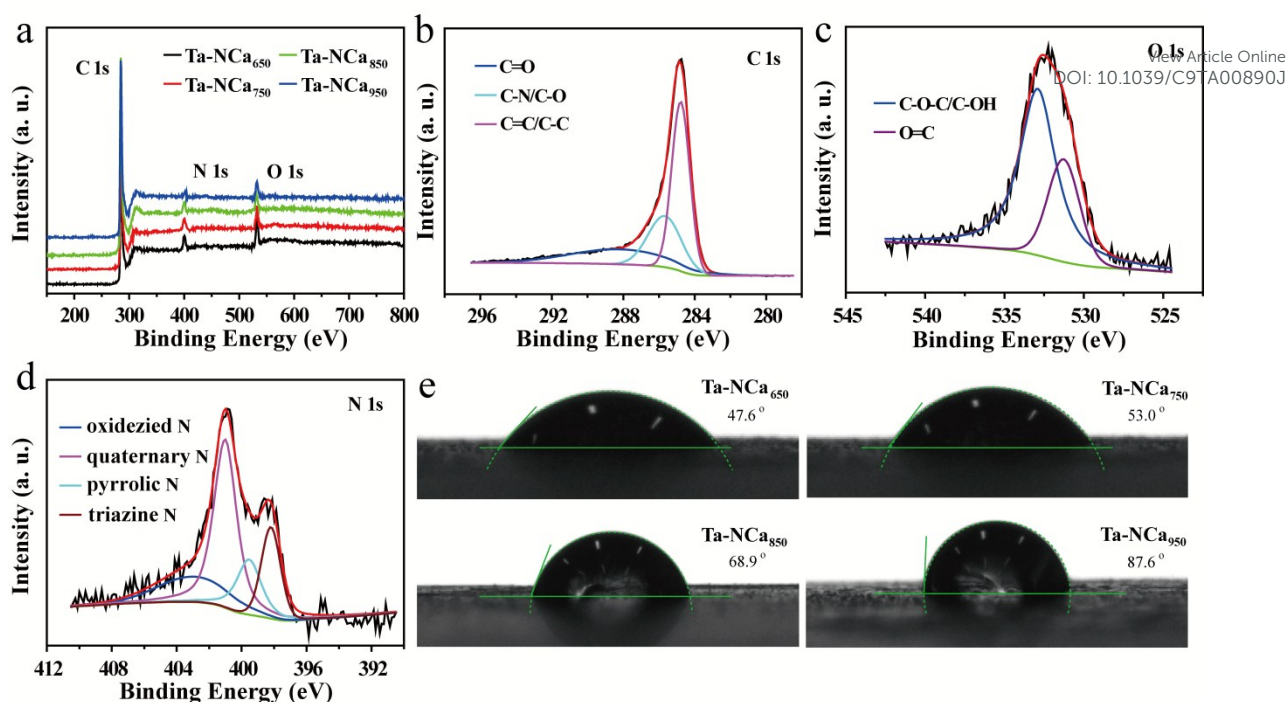 a
C 1s
Ta-NCa650
Ta-NCa850
Ta-NCa750
Ta-NCa950
N 1s
O 1s
Intensity (a. u.)
200 300 400 500 600 700 800
Binding Energy (eV)
b
C 1s
C=O
C-N/C-O
C=C/C-C
Intensity (a. u.)
296 292 288 284 280
Binding Energy (eV)
c
O 1s
View Article Online
DOI: 10.1039/C9TA00890J
C-O-C/C-OH
O=C
Intensity (a. u.)
545 540 535 530 525
Binding Energy (eV)
d
N 1s
oxidezied N
quaternary N
pyrrolic N
triazine N
Intensity (a. u.)
412 408 404 400 396 392
Binding Energy (eV)
e
Ta-NCa650
47.6 °
Ta-NCa750
53.0 °
Ta-NCa850
68.9 °
Ta-NCa950
87.6 °